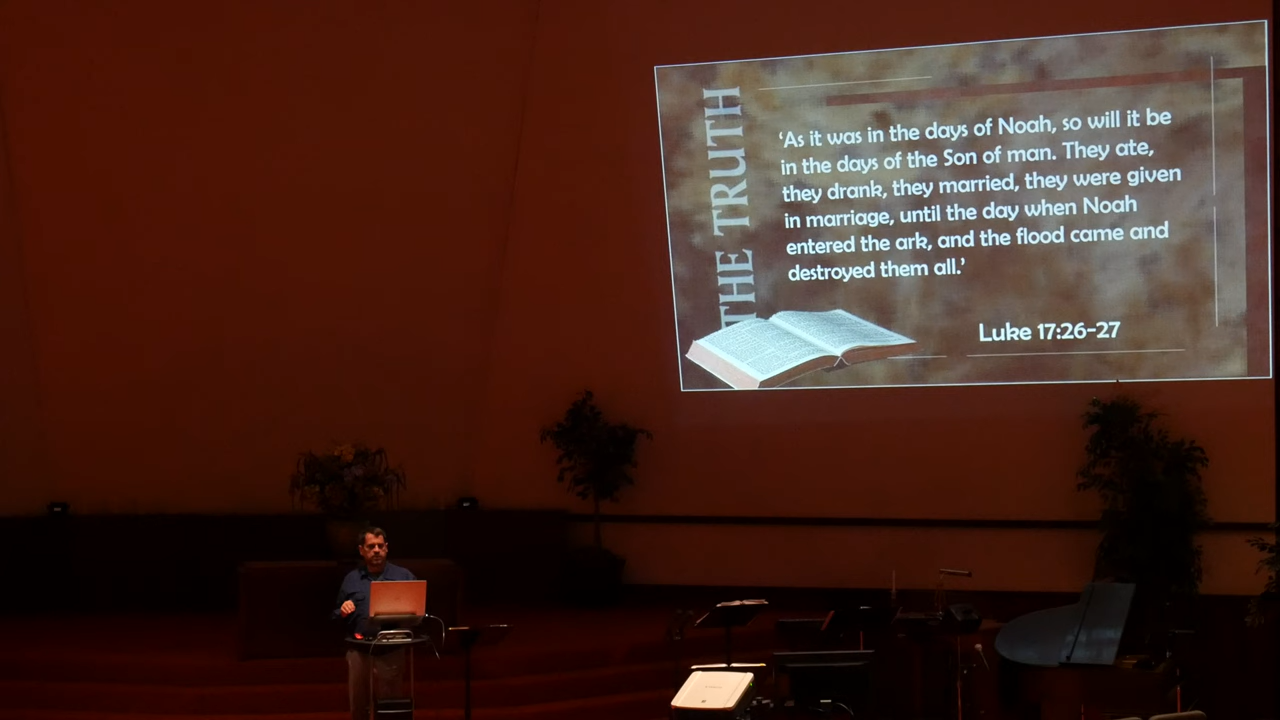 THE TRUTH
‘As it was in the days of Noah, so will it be
in the days of the Son of man. They ate,
they drank, they married, they were given
in marriage, until the day when Noah
entered the ark, and the flood came and
destroyed them all.’
Luke 17:26-27